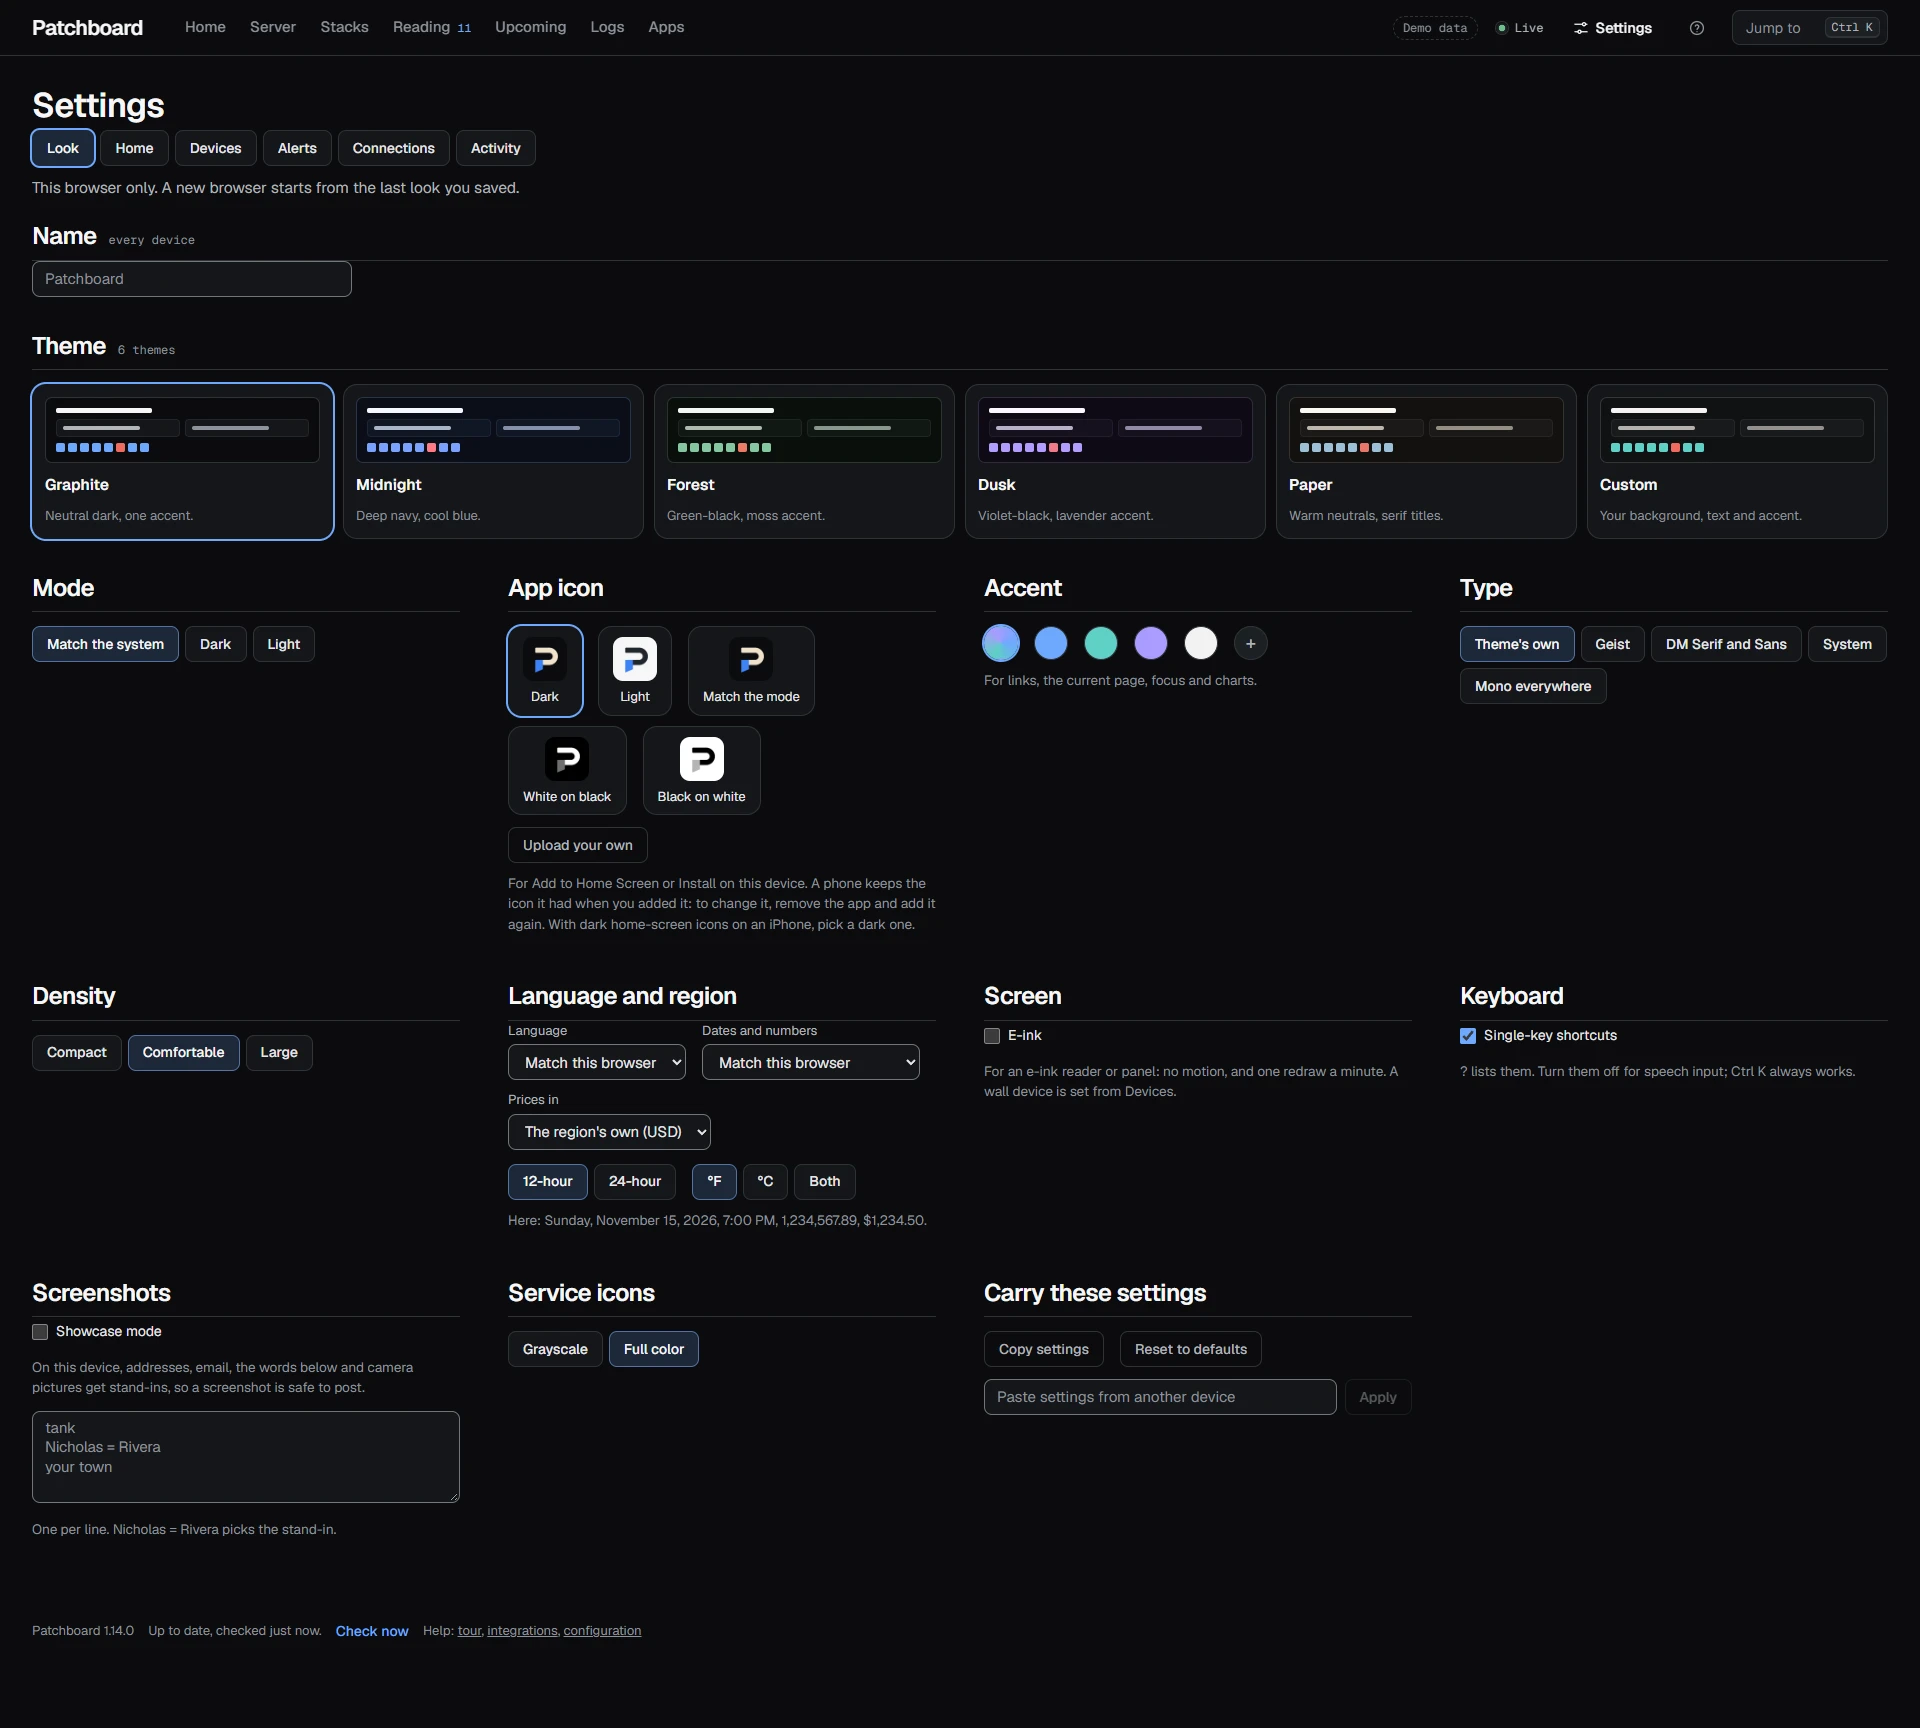 Patchboard Home Server Stacks Reading 11 Upcoming Logs Apps Demo data Live Settings Jump to Ctrl K
Settings
Look Home Devices Alerts Connections Activity
This browser only. A new browser starts from the last look you saved.
Name every device
Patchboard
Theme 6 themes
Graphite Midnight Forest Dusk Paper Custom
Neutral dark, one accent. Deep navy, cool blue. Green-black, moss accent. Violet-black, lavender accent. Warm neutrals, serif titles. Your background, text and accent.
Mode
Match the system Dark Light
App icon
Dark Light Match the mode
White on black Black on white
Upload your own
For Add to Home Screen or Install on this device. A phone keeps the
icon it had when you added it: to change it, remove the app and add it
again. With dark home-screen icons on an iPhone, pick a dark one.
Accent
+
For links, the current page, focus and charts.
Type
Theme's own Geist DM Serif and Sans System
Mono everywhere
Density
Compact Comfortable Large
Language and region
Language Dates and numbers
Match this browser Match this browser
Prices in
The region's own (USD)
12-hour 24-hour °F °C Both
Here: Sunday, November 15, 2026, 7:00 PM, 1,234,567.89, $1,234.50.
Screen
E-ink
For an e-ink reader or panel: no motion, and one redraw a minute. A
wall device is set from Devices.
Keyboard
Single-key shortcuts
? lists them. Turn them off for speech input; Ctrl K always works.
Screenshots
Showcase mode
On this device, addresses, email, the words below and camera
pictures get stand-ins, so a screenshot is safe to post.
tank
Nicholas = Rivera
your town
One per line. Nicholas = Rivera picks the stand-in.
Service icons
Grayscale Full color
Carry these settings
Copy settings Reset to defaults
Paste settings from another device Apply
Patchboard 1.14.0 Up to date, checked just now. Check now Help: tour, integrations, configuration